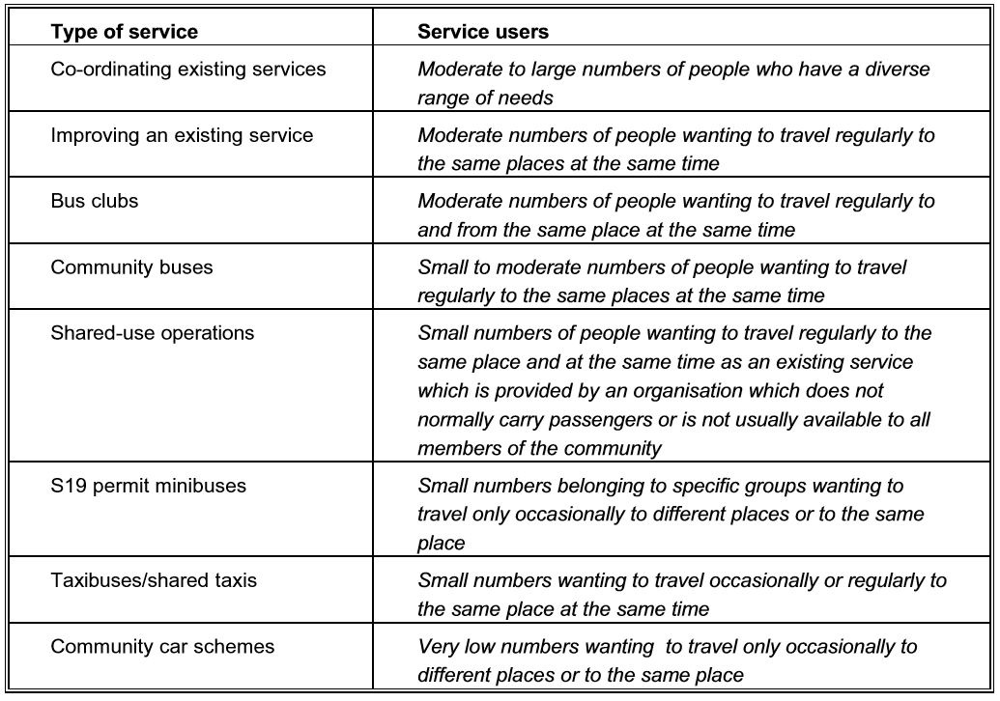 Type of service
Service users
Co-ordinating existing services
Moderate to large numbers of people who have a diverse
range of needs
Improving an existing service
Moderate numbers of people wanting to travel regularly to
the same places at the same time
Bus clubs
Moderate numbers of people wanting to travel regularly to
and from the same place at the same time
Community buses
Small to moderate numbers of people wanting to travel
regularly to the same places at the same time
Shared-use operations
Small numbers of people wanting to travel regularly to the
same place and at the same time as an existing service
which is provided by an organisation which does not
normally carry passengers or is not usually available to all
members of the community
S19 permit minibuses
Small numbers belonging to specific groups wanting to
travel only occasionally to different places or to the same
place
Taxibuses/shared taxis
Small numbers wanting to travel occasionally or regularly to
the same place at the same time
Community car schemes
Very low numbers wanting  to travel only occasionally to
different places or to the same place